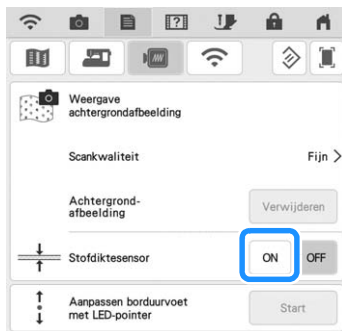 Weergave
achtergrondafbeelding
Scankwaliteit
Fijn >
Achtergrond-
afbeelding
Verwijderen
Stofdiktesensor
ON
OFF
Aanpassen borduurvoet
met LED-pointer
Start